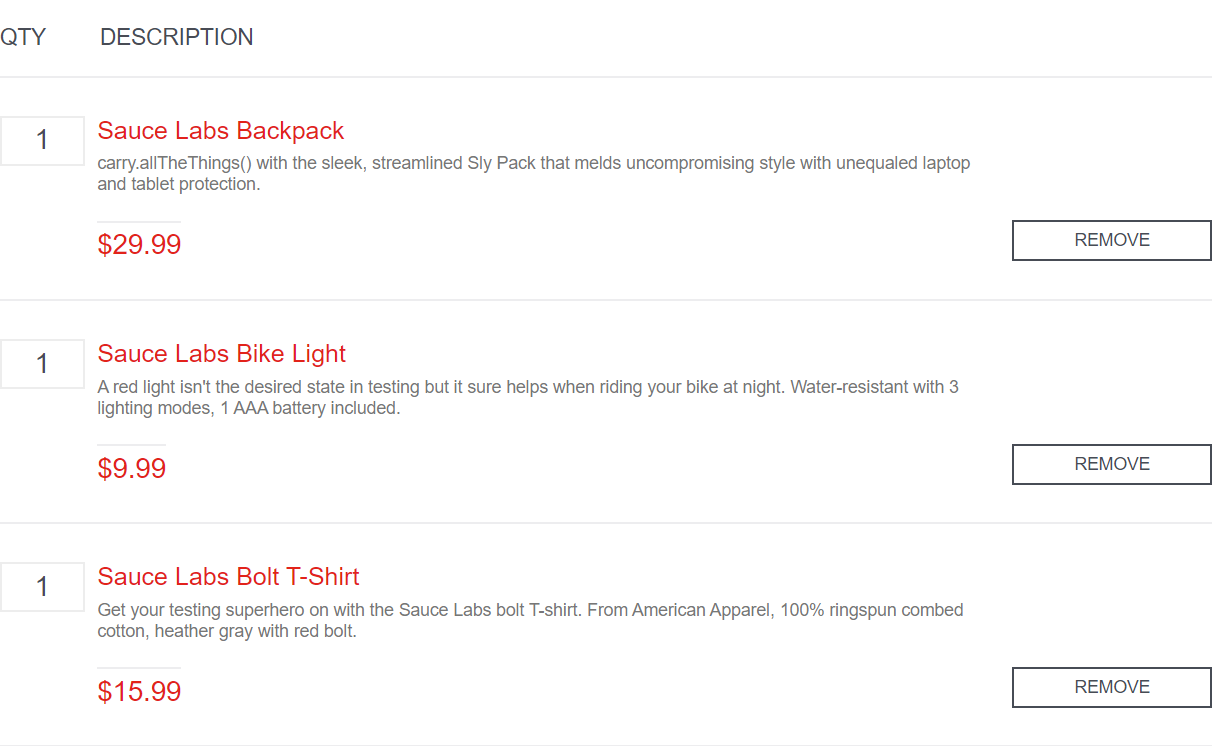 QTY DESCRIPTION
1 Sauce Labs Backpack
carry.allTheThings() with the sleek, streamlined Sly Pack that melds uncompromising style with unequaled laptop
and tablet protection.
$29.99 REMOVE
1 Sauce Labs Bike Light
A red light isn't the desired state in testing but it sure helps when riding your bike at night. Water-resistant with 3
lighting modes, 1 AAA battery included.
$9.99 REMOVE
1 Sauce Labs Bolt T-Shirt
Get your testing superhero on with the Sauce Labs bolt T-shirt. From American Apparel, 100% ringspun combed
cotton, heather gray with red bolt.
$15.99 REMOVE